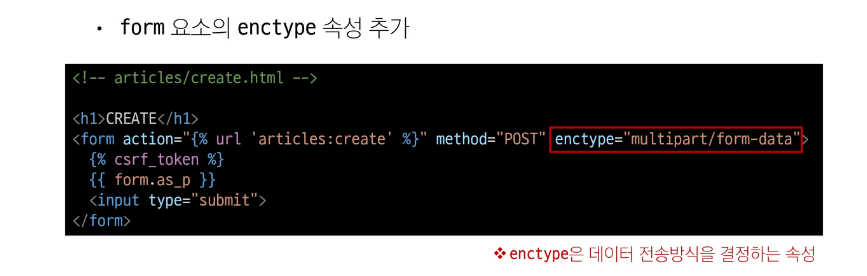 • form 요소의 enctype 속성 추가
<!-- articles/create.html -->
<h1>CREATE</h1>
<form action="{% url 'articles:create' %}" method="POST" enctype="multipart/form-data">
{% csrf_token %}
{{ form.as_p }}
<input type="submit">
</form>
❖enctype은 데이터 전송방식을 결정하는 속성